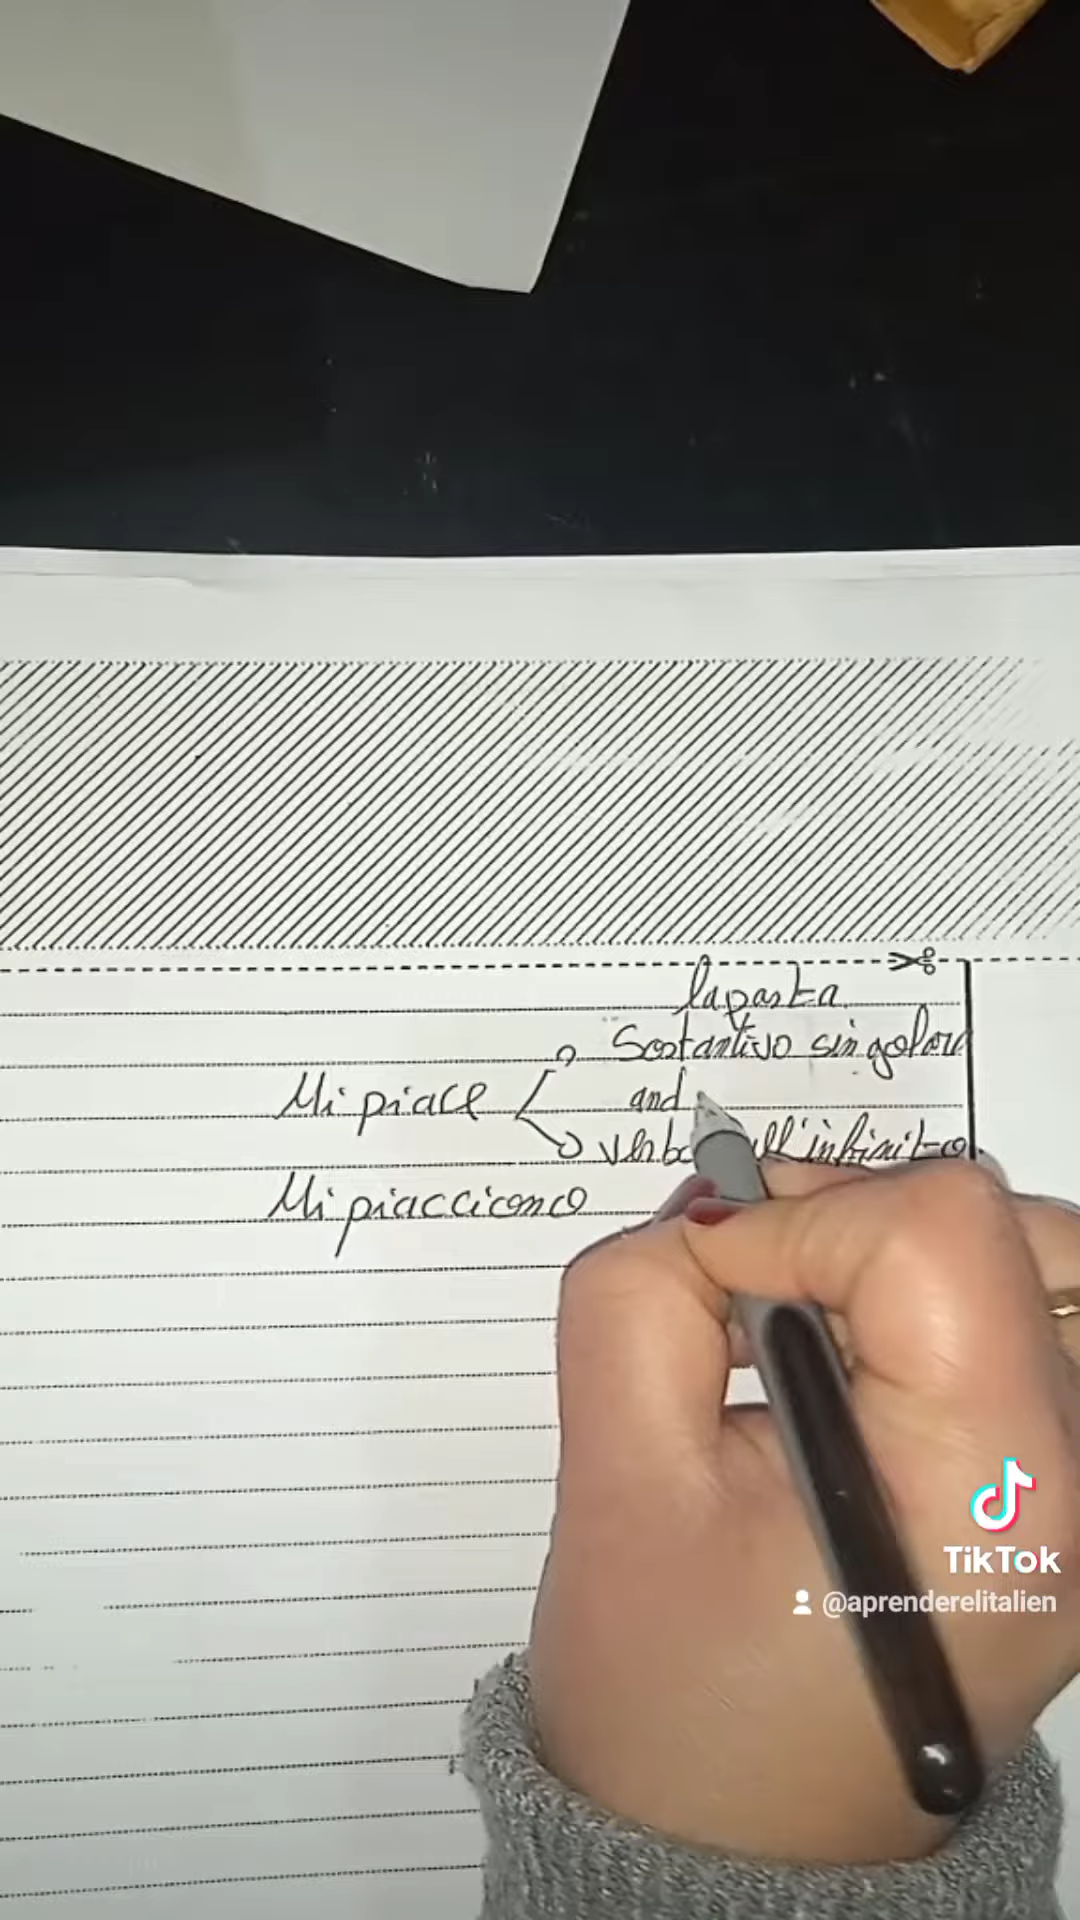 la pasta
Sostantivo singolare
and
Mi piace
verbo all'infinito
Mi piacciono
TikTok
@aprenderelitalien